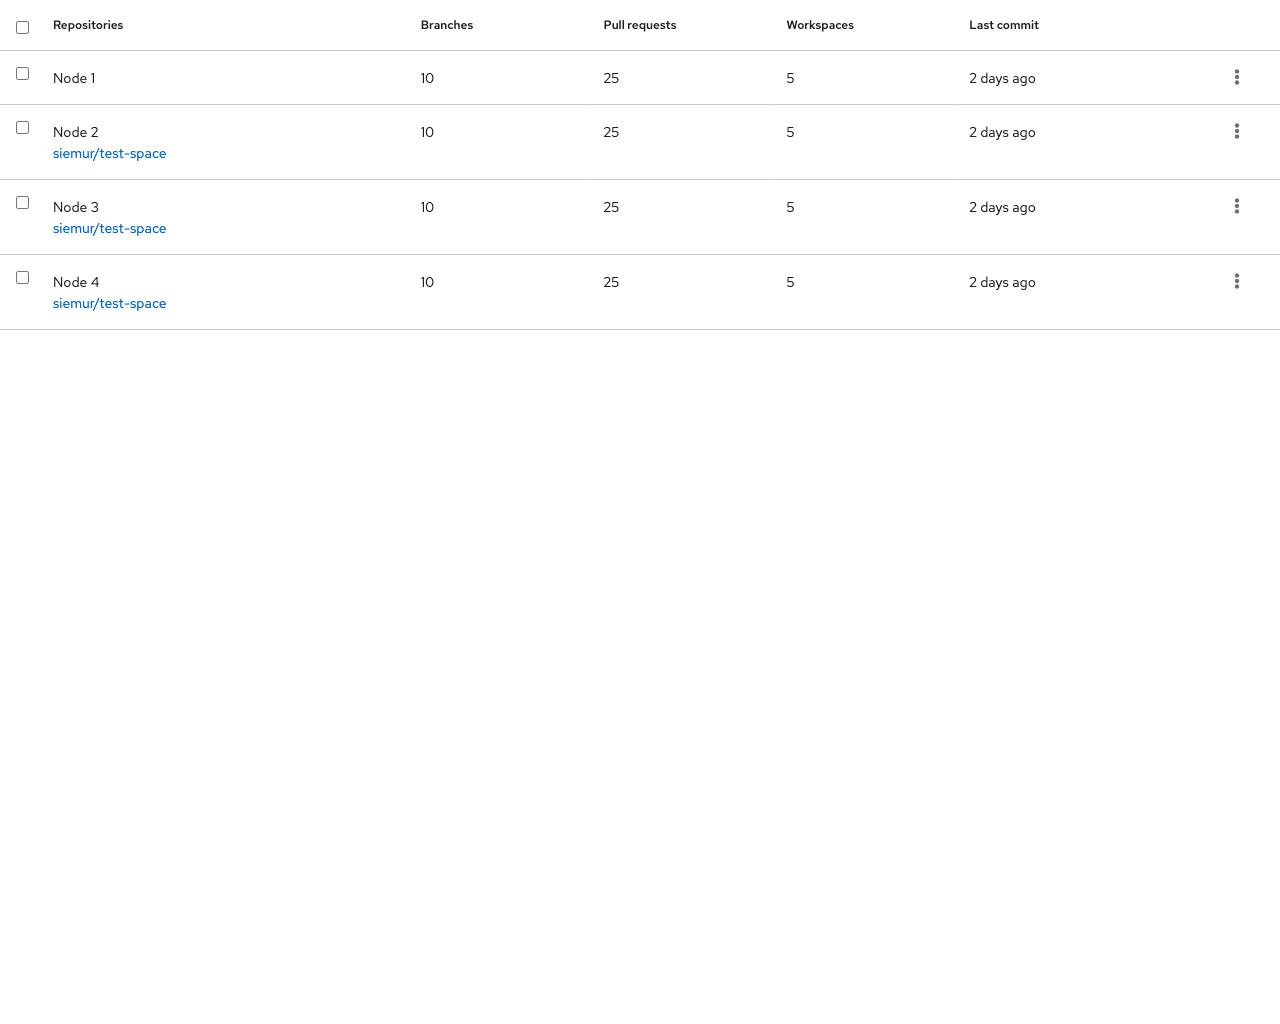 Repositories Branches Pull requests Workspaces Last commit
Node 1 10 25 5 2 days ago
Node 2 10 25 5 2 days ago
siemur/test-space
Node 3 10 25 5 2 days ago
siemur/test-space
Node 4 10 25 5 2 days ago
siemur/test-space